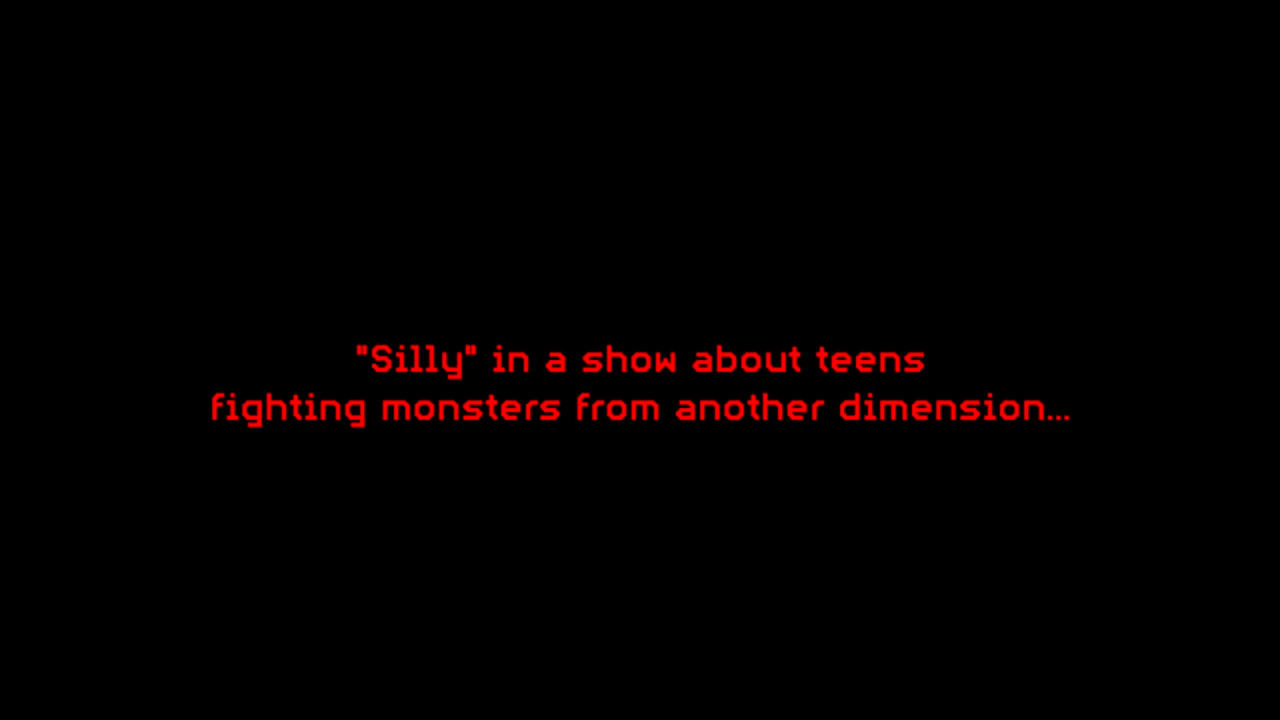 "Silly" in a show about teens
fighting monsters from another dimension...